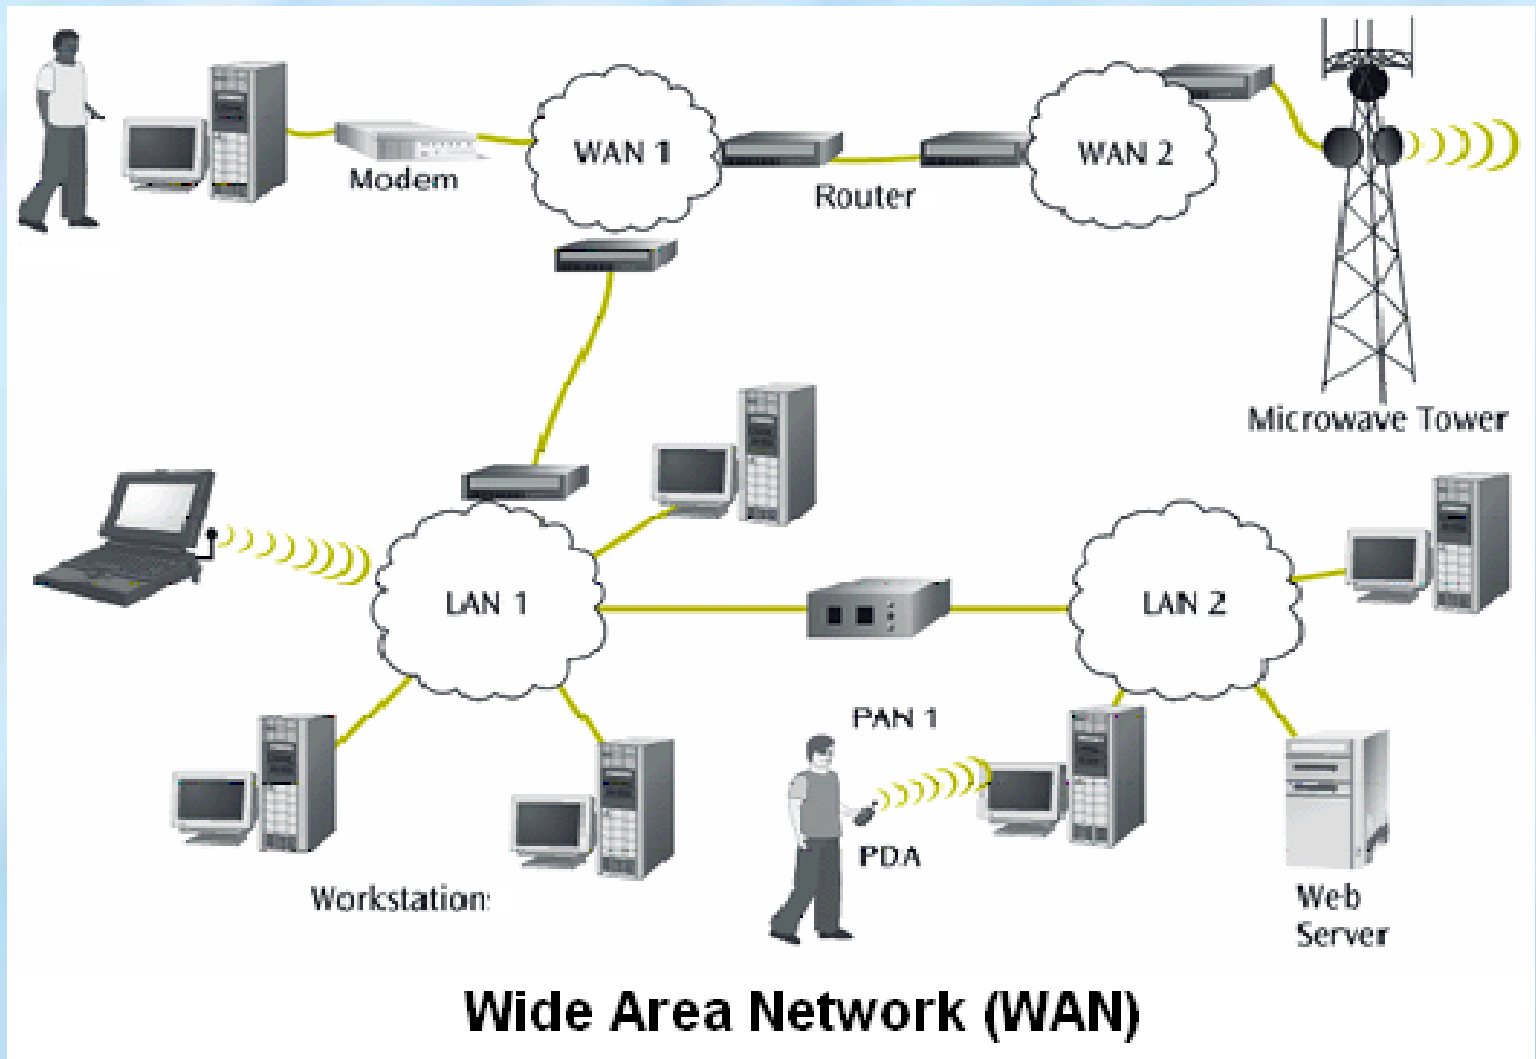 WAN 1
WAN 2
Modem
Router
Microwave Tower
LAN 1
LAN 2
PAN 1
PDA
Workstations
Web
Server
Wide Area Network (WAN)